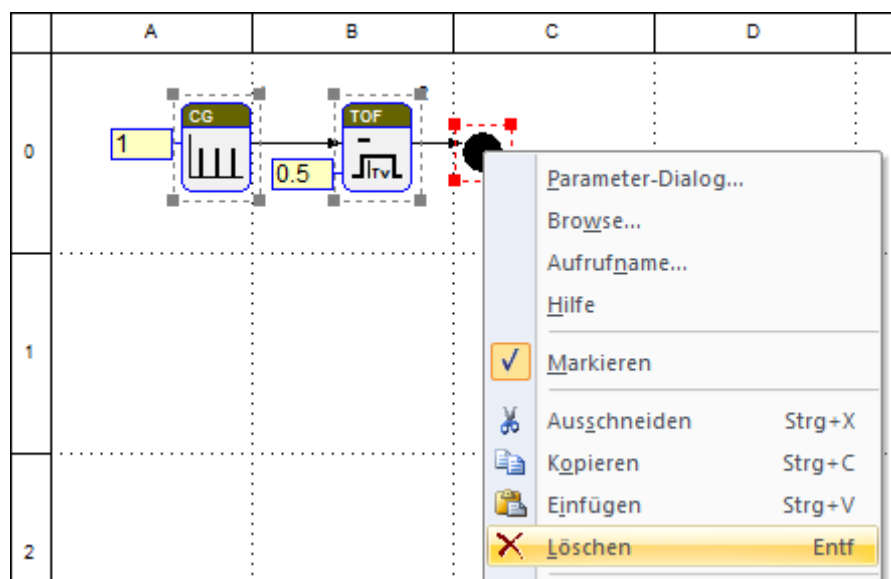 A B C D
0
CG
TOF
1
0.5
Tv
Parameter-Dialog...
Browse...
Aufrufname...
Hilfe
1
Markieren
Ausschneiden Strg+X
Kopieren Strg+C
Einfügen Strg+V
2
Löschen Entf